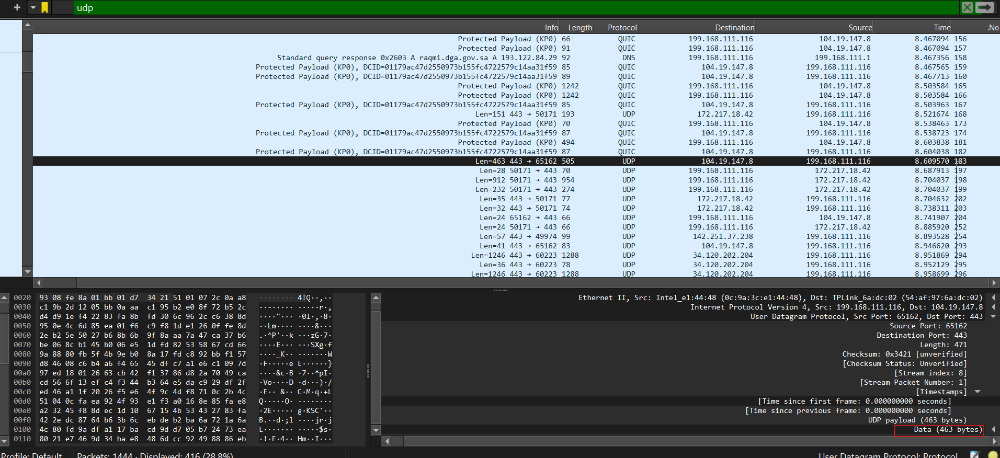 udp
Info Length Protocol Destination Source Time .No
Protected Payload (KP0) 66 QUIC 199.168.111.116 104.19.147.8 8.467094 156
Protected Payload (KP0) 91 QUIC 199.168.111.116 104.19.147.8 8.467094 157
Standard query response 0x2603 A raqmi.dga.gov.sa A 193.122.84.29 92 DNS 199.168.111.116 199.168.111.1 8.467356 158
Protected Payload (KP0), DCID=01179ac47d2550973b155fc4722579c14aa31f59 85 QUIC 104.19.147.8 199.168.111.116 8.467565 159
Protected Payload (KP0), DCID=01179ac47d2550973b155fc4722579c14aa31f59 89 QUIC 104.19.147.8 199.168.111.116 8.467713 160
Protected Payload (KP0) 1242 QUIC 199.168.111.116 104.19.147.8 8.503584 165
Protected Payload (KP0) 1242 QUIC 199.168.111.116 104.19.147.8 8.503584 166
Protected Payload (KP0), DCID=01179ac47d2550973b155fc4722579c14aa31f59 85 QUIC 104.19.147.8 199.168.111.116 8.503963 167
Len=151 443 → 50171 193 UDP 172.217.18.42 199.168.111.116 8.521674 168
Protected Payload (KP0) 70 QUIC 199.168.111.116 104.19.147.8 8.538463 173
Protected Payload (KP0), DCID=01179ac47d2550973b155fc4722579c14aa31f59 87 QUIC 104.19.147.8 199.168.111.116 8.538723 174
Protected Payload (KP0) 494 QUIC 199.168.111.116 104.19.147.8 8.603838 181
Protected Payload (KP0), DCID=01179ac47d2550973b155fc4722579c14aa31f59 87 QUIC 104.19.147.8 199.168.111.116 8.604038 182
Len=463 443 → 65162 505 UDP 104.19.147.8 199.168.111.116 8.609570 183
Len=28 50171 → 443 70 UDP 199.168.111.116 172.217.18.42 8.687913 197
Len=912 50171 → 443 954 UDP 199.168.111.116 172.217.18.42 8.704037 198
Len=232 50171 → 443 274 UDP 199.168.111.116 172.217.18.42 8.704037 199
Len=35 443 → 50171 77 UDP 172.217.18.42 199.168.111.116 8.704632 202
Len=32 443 → 50171 74 UDP 172.217.18.42 199.168.111.116 8.738311 203
Len=24 65162 → 443 66 UDP 199.168.111.116 104.19.147.8 8.741907 204
Len=24 50171 → 443 66 UDP 199.168.111.116 172.217.18.42 8.885920 252
Len=57 443 → 49974 99 UDP 142.251.37.238 199.168.111.116 8.893528 254
Len=41 443 → 65162 83 UDP 104.19.147.8 199.168.111.116 8.946620 293
Len=1246 443 → 60223 1288 UDP 34.120.202.204 199.168.111.116 8.951869 294
Len=36 443 → 60223 78 UDP 34.120.202.204 199.168.111.116 8.952129 295
Len=1246 443 → 60223 1288 UDP 34.120.202.204 199.168.111.116 8.958699 296
0020 93 08 fe 8a 01 bb 01 d7 34 21 51 01 07 2c 0a a8 ········ 4!Q··,··
0030 c1 9b 2d 12 05 bb 0a aa c1 95 b2 e0 8f 72 b5 2c ··-····· ·····r·,
0040 d4 d9 1e f4 22 83 fa 8b fd 30 6c 96 2c c6 38 8d ····"··· ·0l·,·8·
0050 95 0e 4c 6d 85 ea 01 f6 c9 f8 1d e1 26 0f fe 8d ··Lm···· ····&···
0060 2e b2 5e 50 27 b6 8b 6b 9f 8a aa 7a 47 ca 37 b6 .·^P'··k ···zG·7·
0070 be 06 8c b1 45 b0 06 e5 1d fd 82 53 58 67 cd 66 ····E··· ···SXg·f
0080 9a 88 80 fb 5f 4b 9e b0 8a 17 fd c8 92 bb f1 57 ····_K·· ·······W
0090 d8 46 08 c6 b4 a6 f4 65 45 df c7 a1 e6 c1 09 7d ·F·····e E······}
00a0 97 ed 18 01 26 63 cb 42 f1 37 86 d8 2a 70 49 ca ····&c·B ·7··*pI·
00b0 cd 56 6f 13 ef c4 f3 44 b3 64 e5 da c9 29 df 2f ·Vo····D ·d···)·/
00c0 ed 46 a1 1f 20 26 f5 e6 4f 9c 4d f8 71 0c 2b 4c ·F·· &·· O·M·q·+L
00d0 51 04 0c fa ea 92 4f 93 e1 f3 a0 16 8e 85 fa e8 Q·····O· ········
00e0 a2 32 45 f8 8d ec 1d 10 67 15 4b 53 43 27 83 fa ·2E····· g·KSC'··
00f0 42 2e dc 87 64 b6 3b 6c eb de b2 ba 6a 72 1a 6a B.··d·;l ····jr·j
0100 4c 80 fd 9a df a1 17 ba cd 9d d7 05 b7 24 73 ea L······· ·····$s·
0110 80 21 e7 46 9d 34 ba e8 48 6d cc 92 49 88 86 eb ·!·F·4·· Hm··I···
Ethernet II, Src: Intel_e1:44:48 (0c:9a:3c:e1:44:48), Dst: TPLink_6a:dc:02 (54:af:97:6a:dc:02)
Internet Protocol Version 4, Src: 199.168.111.116, Dst: 104.19.147.8
User Datagram Protocol, Src Port: 65162, Dst Port: 443
Source Port: 65162
Destination Port: 443
Length: 471
Checksum: 0x3421 [unverified]
[Checksum Status: Unverified]
[Stream index: 8]
[Stream Packet Number: 1]
[Timestamps]
[Time since first frame: 0.000000000 seconds]
[Time since previous frame: 0.000000000 seconds]
UDP payload (463 bytes)
Data (463 bytes)
Profile: Default Packets: 1444 · Displayed: 416 (28.8%) User Datagram Protocol: Protocol